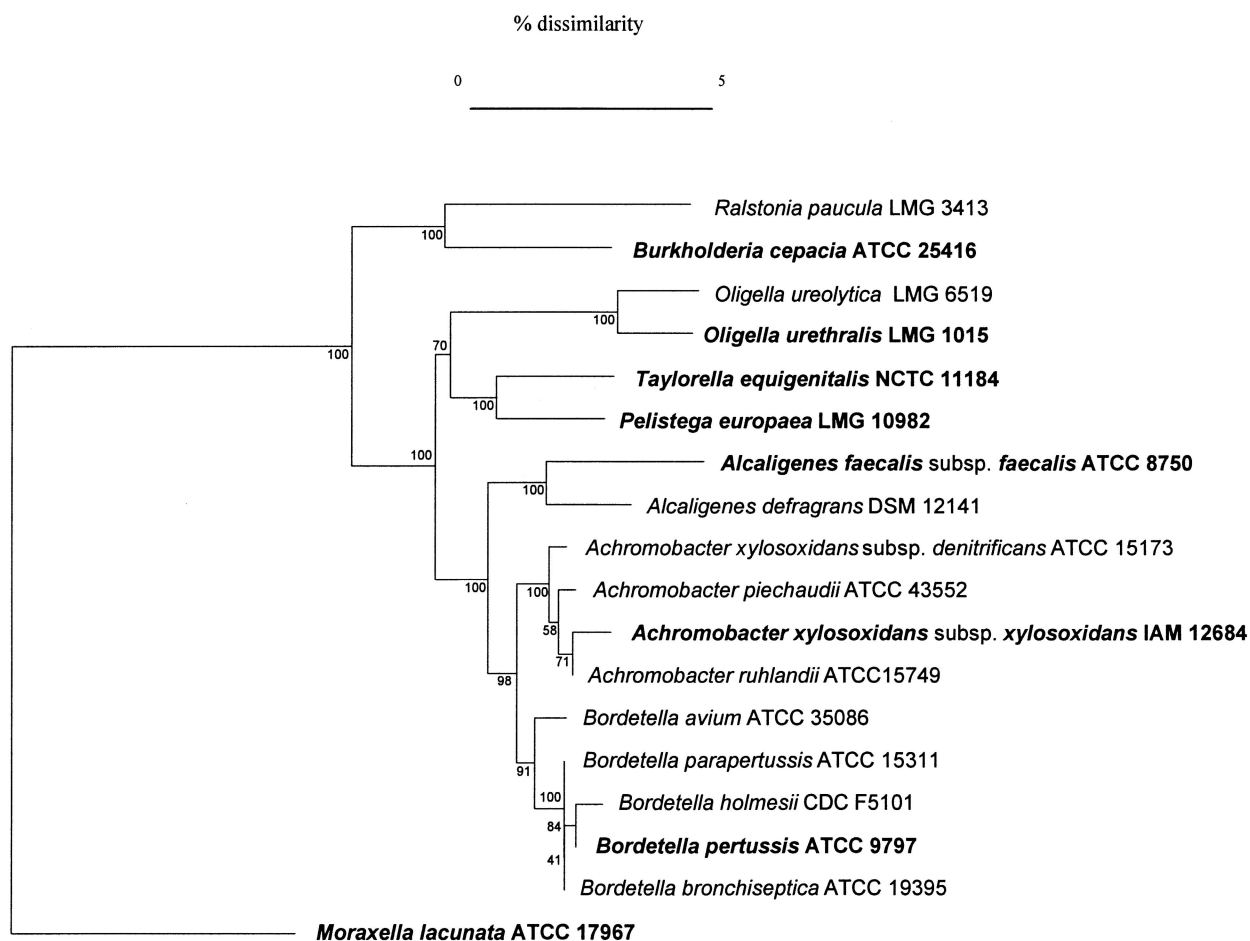 % dissimilarity
0 5
Ralstonia paucula LMG 3413
100
Burkholderia cepacia ATCC 25416
Oligella ureolytica LMG 6519
100
Oligella urethralis LMG 1015
70
100
Taylorella equigenitalis NCTC 11184
100
Pelistega europaea LMG 10982
100
Alcaligenes faecalis subsp. faecalis ATCC 8750
100
Alcaligenes defragrans DSM 12141
Achromobacter xylosoxidans subsp. denitrificans ATCC 15173
100
100
Achromobacter piechaudii ATCC 43552
58
Achromobacter xylosoxidans subsp. xylosoxidans IAM 12684
71
Achromobacter ruhlandii ATCC15749
98
Bordetella avium ATCC 35086
Bordetella parapertussis ATCC 15311
91
100
Bordetella holmesii CDC F5101
84
Bordetella pertussis ATCC 9797
41
Bordetella bronchiseptica ATCC 19395
Moraxella lacunata ATCC 17967